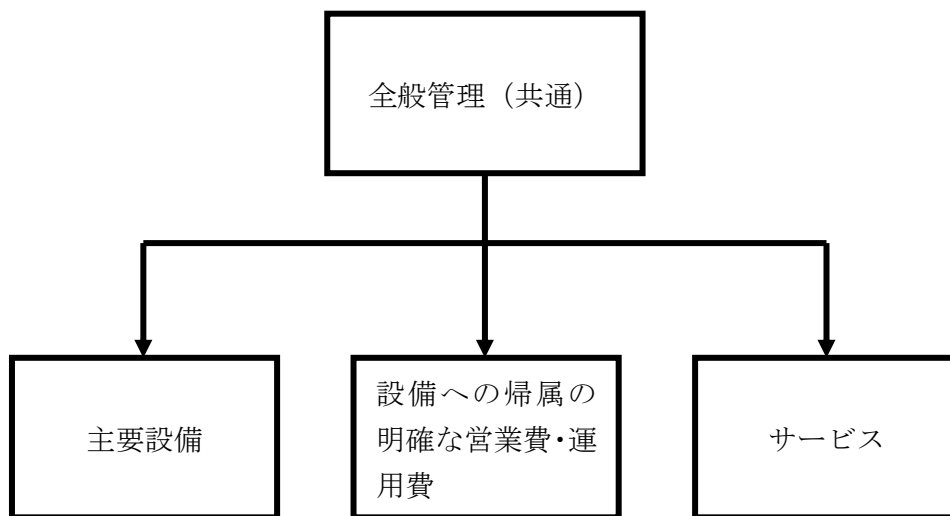 全般管理（共通）
主要設備
設備への帰属の
明確な営業費・運
用費
サービス